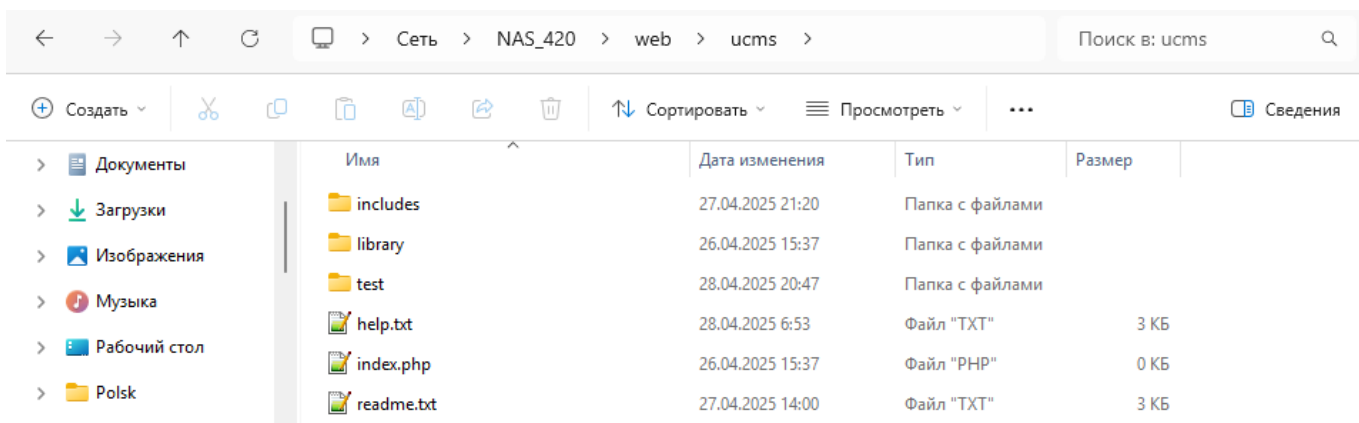 Сеть > NAS_420 > web > ucms >
Поиск в: ucms
Создать
Сортировать
Просмотреть
Сведения
Документы
Загрузки
Изображения
Музыка
Рабочий стол
Polsk
Имя Дата изменения Тип Размер
includes 27.04.2025 21:20 Папка с файлами
library 26.04.2025 15:37 Папка с файлами
test 28.04.2025 20:47 Папка с файлами
help.txt 28.04.2025 6:53 Файл "TXT" 3 КБ
index.php 26.04.2025 15:37 Файл "PHP" 0 КБ
readme.txt 27.04.2025 14:00 Файл "TXT" 3 КБ